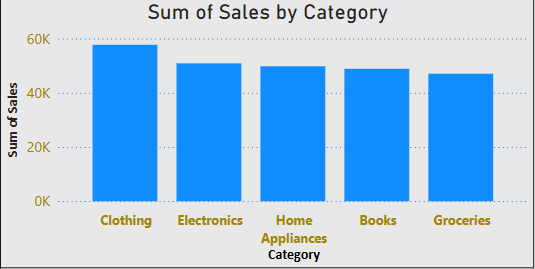 Sum of Sales by Category
60K
40K
20K
0K
Sum of Sales
Clothing
Electronics
Home
Appliances
Books
Groceries
Category